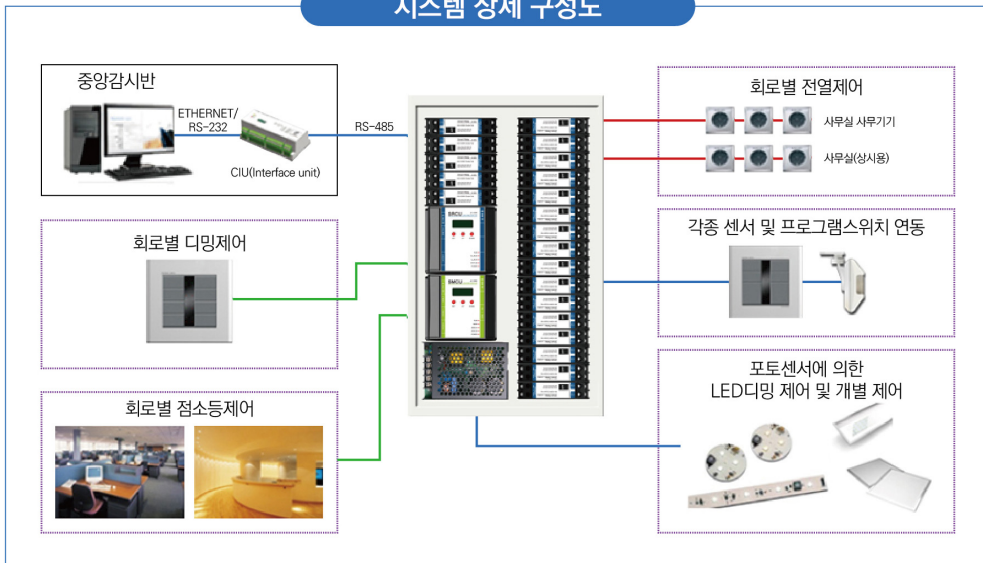 시스템 상세 구성도
중앙감시반
ETHERNET/
RS-232
RS-485
CIU(Interface unit)
회로별 디밍제어
회로별 점소등제어
회로별 전열제어
사무실 사무기기
사무실(상시용)
각종 센서 및 프로그램스위치 연동
포토센서에 의한
LED디밍 제어 및 개별 제어